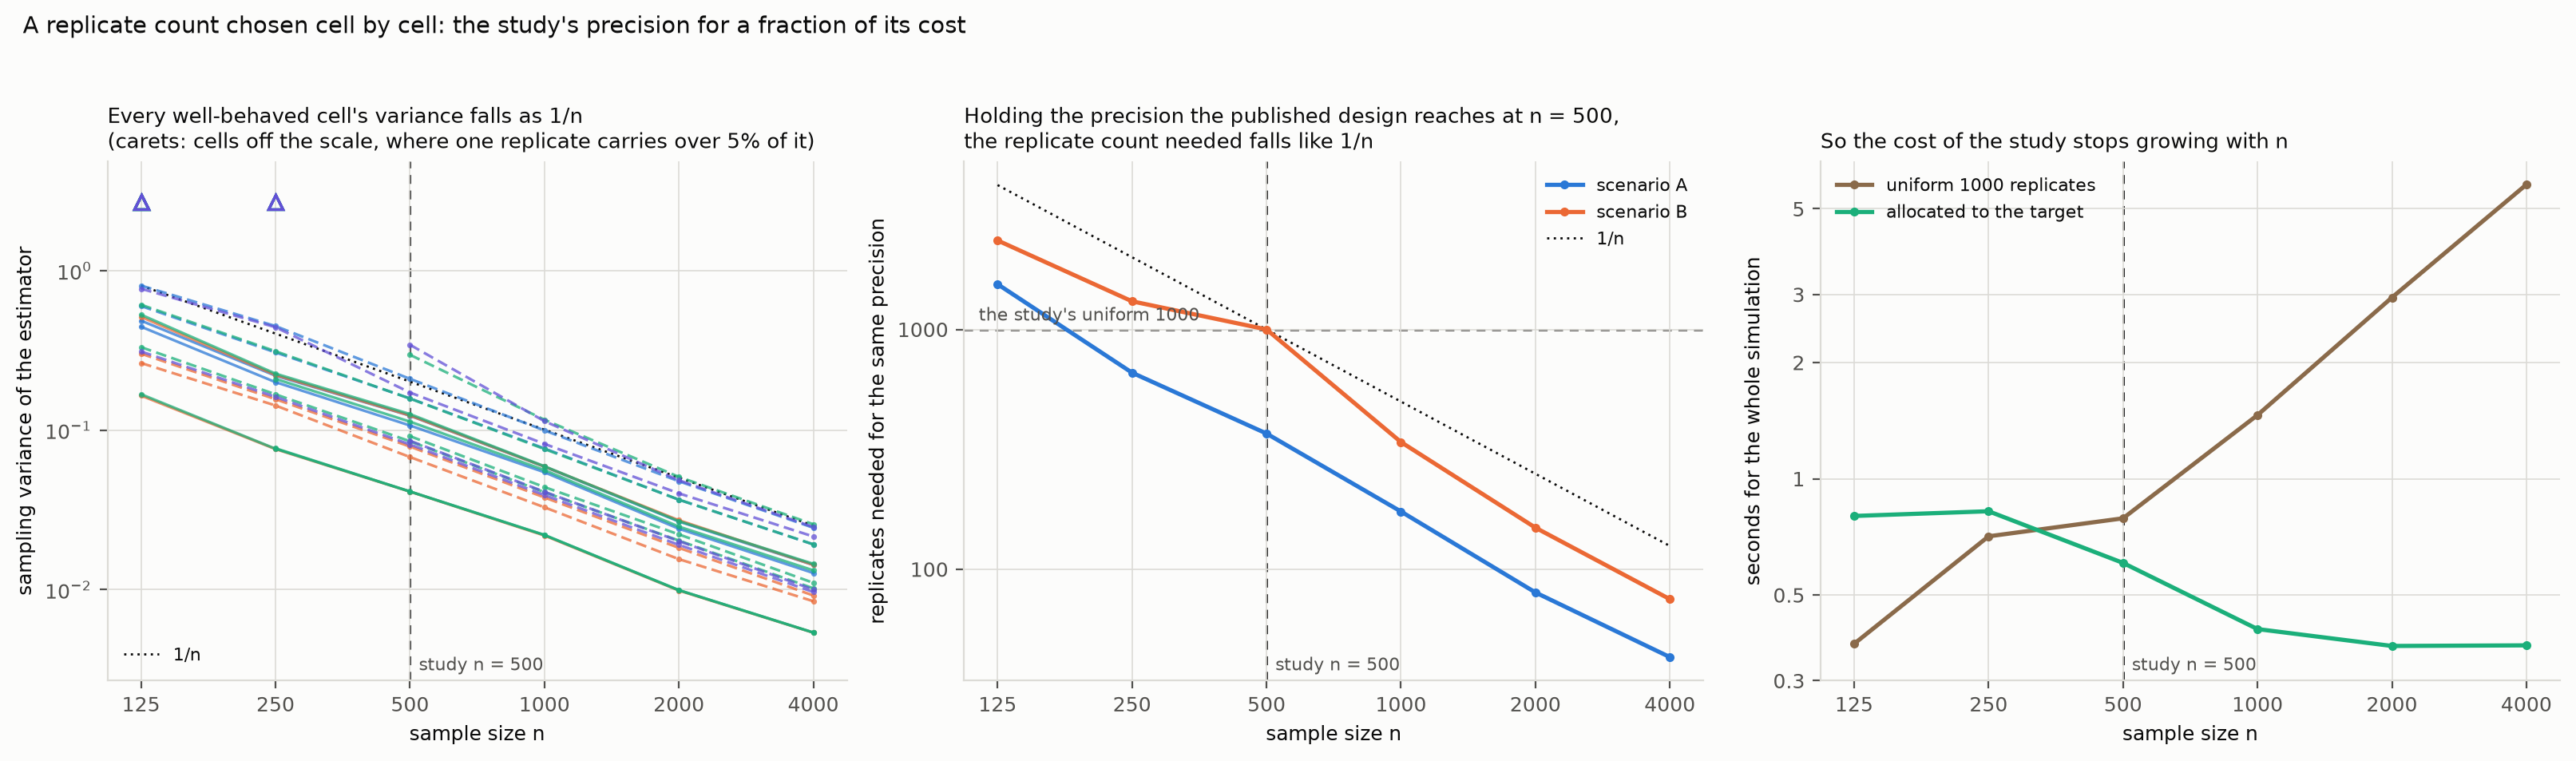 A replicate count chosen cell by cell: the study's precision for a fraction of its cost
Every well-behaved cell's variance falls as 1/n
(carets: cells off the scale, where one replicate carries over 5% of it)
sampling variance of the estimator
10⁰
10⁻¹
10⁻²
1/n
study n = 500
125 250 500 1000 2000 4000
sample size n
Holding the precision the published design reaches at n = 500,
the replicate count needed falls like 1/n
replicates needed for the same precision
scenario A
scenario B
1/n
the study's uniform 1000
1000
100
study n = 500
125 250 500 1000 2000 4000
sample size n
So the cost of the study stops growing with n
seconds for the whole simulation
uniform 1000 replicates
allocated to the target
5
3
2
1
0.5
0.3
study n = 500
125 250 500 1000 2000 4000
sample size n